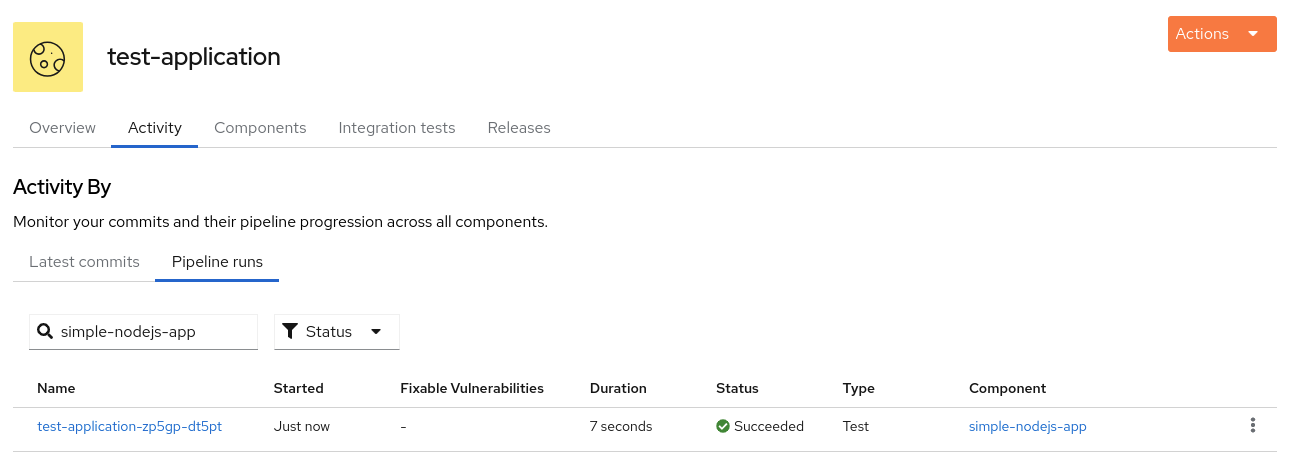 test-application
Actions
Overview Activity Components Integration tests Releases
Activity By
Monitor your commits and their pipeline progression across all components.
Latest commits Pipeline runs
simple-nodejs-app Status
Name Started Fixable Vulnerabilities Duration Status Type Component
test-application-zp5gp-dt5pt Just now - 7 seconds Succeeded Test simple-nodejs-app